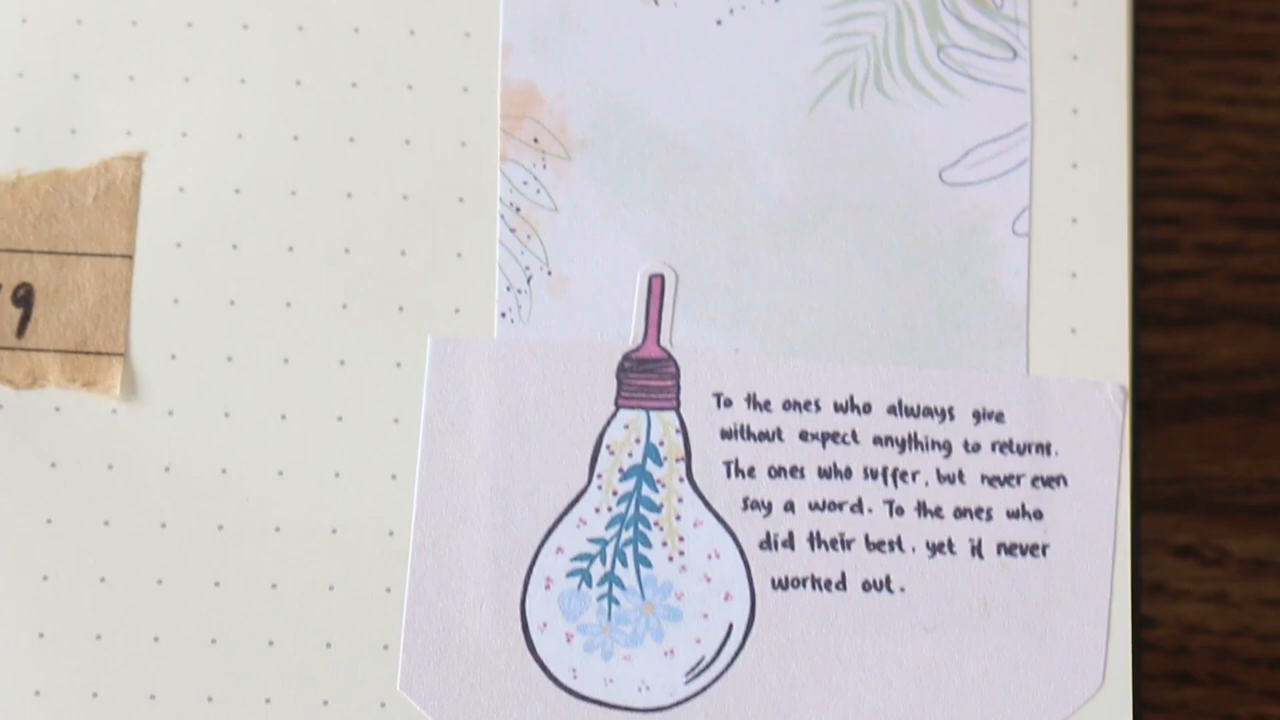 9
To the ones who always give
without expect anything to returns.
The ones who suffer, but never even
say a word. To the ones who
did their best, yet it never
worked out.